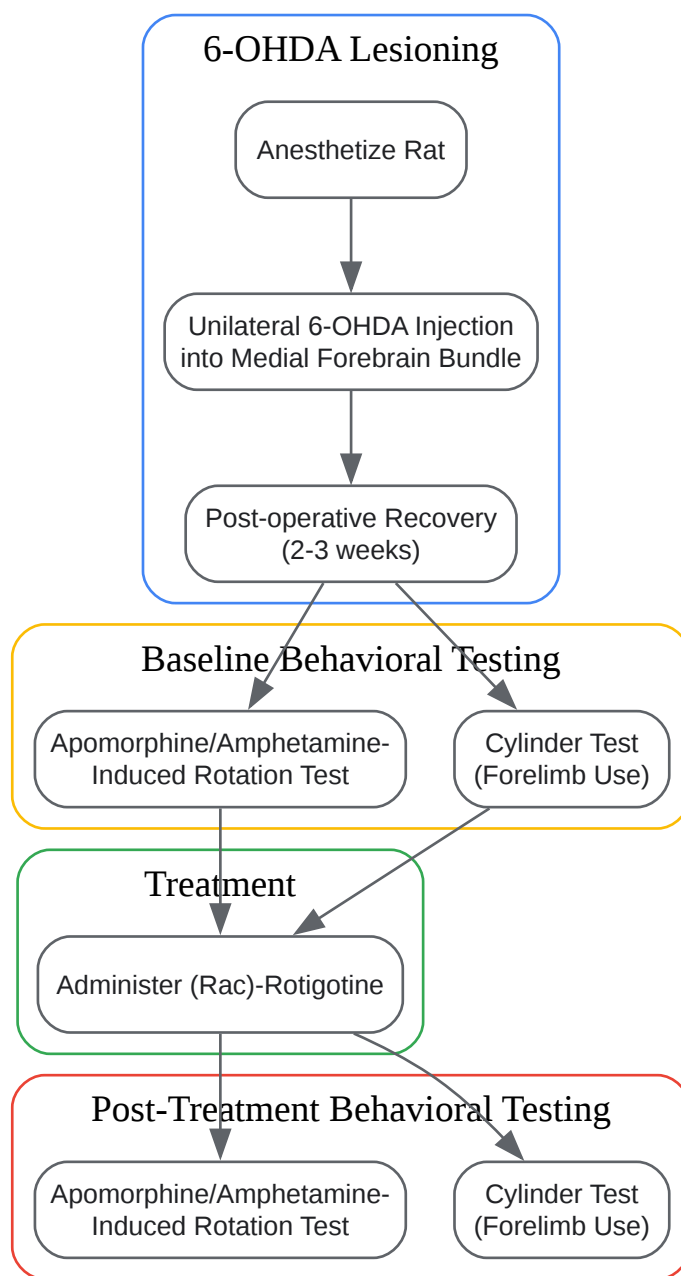 6-OHDA Lesioning
Anesthetize Rat
Unilateral 6-OHDA Injection
into Medial Forebrain Bundle
Post-operative Recovery
(2-3 weeks)
Baseline Behavioral Testing
Apomorphine/Amphetamine-
Induced Rotation Test
Cylinder Test
(Forelimb Use)
Treatment
Administer (Rac)-Rotigotine
Post-Treatment Behavioral Testing
Apomorphine/Amphetamine-
Induced Rotation Test
Cylinder Test
(Forelimb Use)